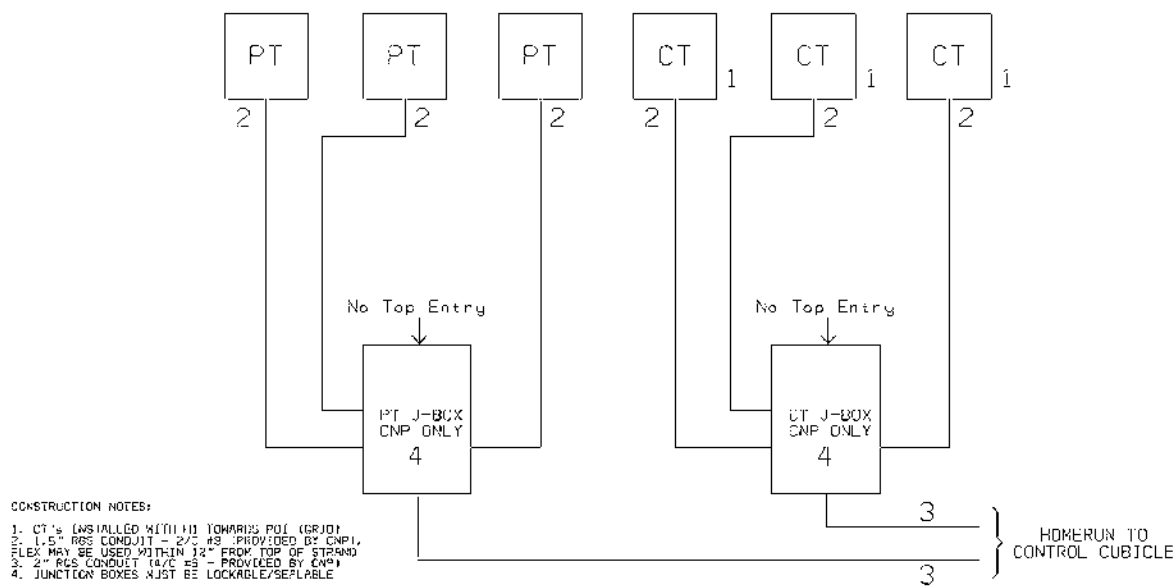 PT PT PT CT CT CT
1 1 1
2 2 2 2 2 2
No Top Entry No Top Entry
PT J-BOX
CNP ONLY
4
CT J-BOX
CNP ONLY
4
CONSTRUCTION NOTES:
1. CT's INSTALLED WITH H1 TOWARDS POI (GRID)
2. 1.5" RGS CONDUIT - 2/C #9 (PROVIDED BY CNP),
FLEX MAY BE USED WITHIN 12" FROM TOP OF STAND
3. 2" RGS CONDUIT - PROVIDED BY CNP)
4. JUNCTION BOXES MUST BE LOCKABLE/SEALABLE
3
3
HOMERUN TO
CONTROL CUBICLE